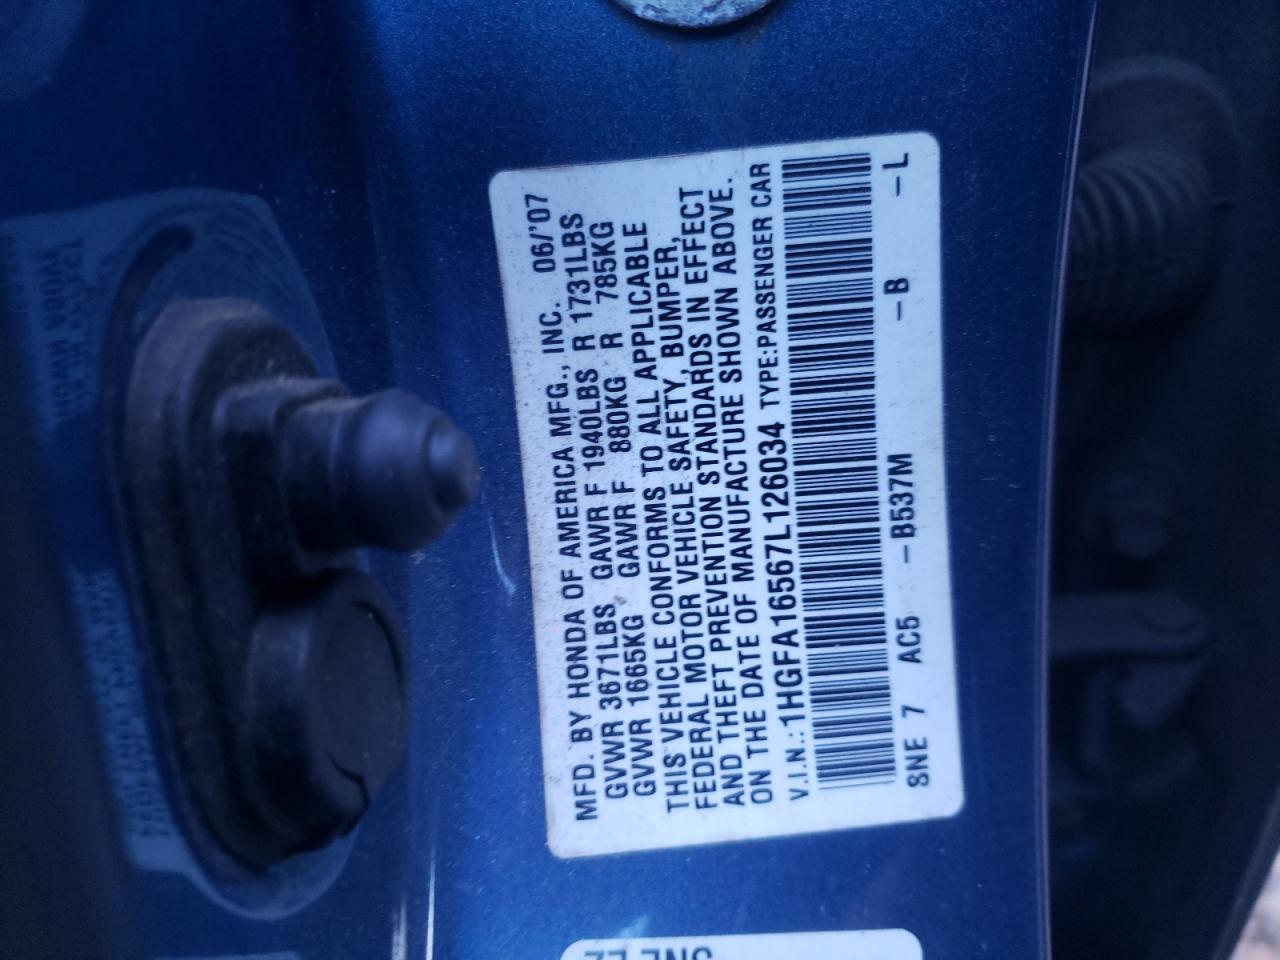 MFD. BY HONDA OF AMERICA MFG., INC. 06/'07
GVWR 3671LBS GAWR F 1940LBS R 1731LBS
GVWR 1665KG GAWR F 880KG R 785KG
THIS VEHICLE CONFORMS TO ALL APPLICABLE
FEDERAL MOTOR VEHICLE SAFETY, BUMPER,
AND THEFT PREVENTION STANDARDS IN EFFECT
ON THE DATE OF MANUFACTURE SHOWN ABOVE.
V.I.N.:1HGFA16567L126034 TYPE:PASSENGER CAR
SNE 7 AC5 -B537M -B -L